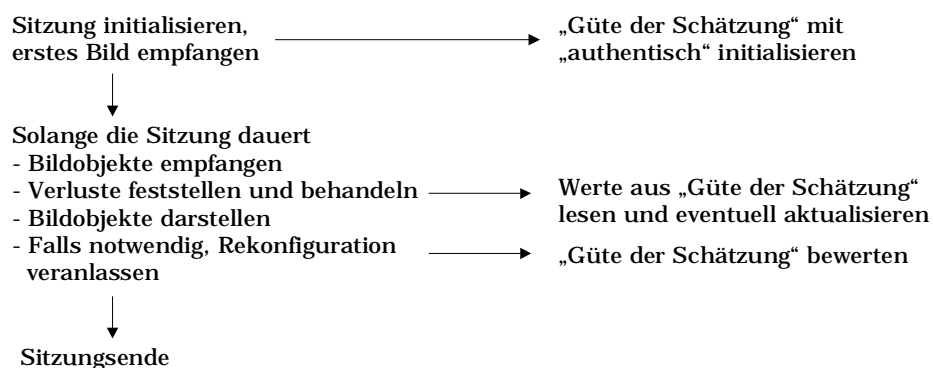 Sitzung initialisieren,
erstes Bild empfangen
„Güte der Schätzung“ mit
„authentisch“ initialisieren
Solange die Sitzung dauert
- Bildobjekte empfangen
- Verluste feststellen und behandeln
- Bildobjekte darstellen
- Falls notwendig, Rekonfiguration
veranlassen
Werte aus „Güte der Schätzung“
lesen und eventuell aktualisieren
„Güte der Schätzung“ bewerten
Sitzungsende